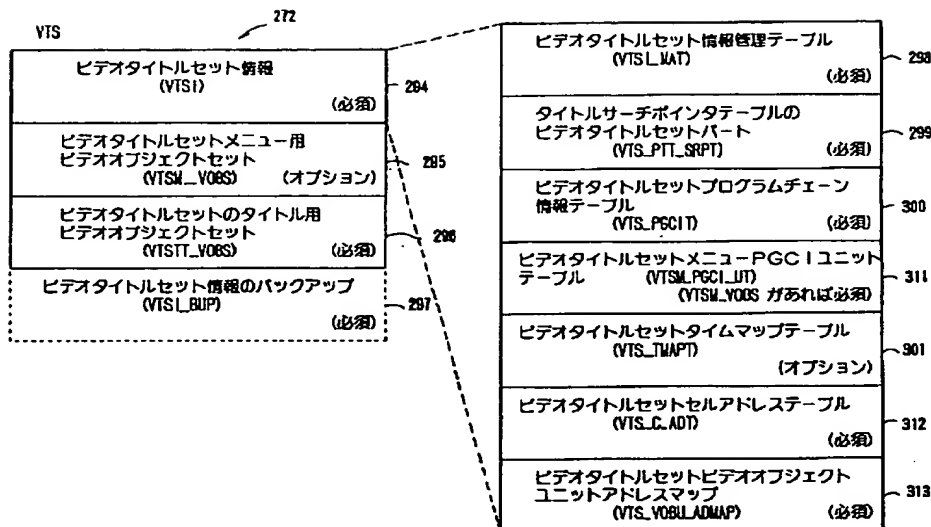 VTS
272
ビデオタイトルセット情報
(VTSI)
(必須)
294
ビデオタイトルセットメニュー用
ビデオオブジェクトセット
(VTSM_VOBS) (オプション)
295
ビデオタイトルセットのタイトル用
ビデオオブジェクトセット
(VTSTT_VOBS) (必須)
296
ビデオタイトルセット情報のバックアップ
(VTSI_BUP)
(必須)
297
ビデオタイトルセット情報管理テーブル
(VTSI_MAT)
(必須)
298
タイトルサーチポインタテーブルの
ビデオタイトルセットパート
(VTS_PTT_SRPT) (必須)
299
ビデオタイトルセットプログラムチェーン
情報テーブル
(VTS_PGCIT) (必須)
300
ビデオタイトルセットメニューPGCIユニット
テーブル (VTSM_PGCI_UT)
(VTSM_VOBS があれば必須)
311
ビデオタイトルセットタイムマップテーブル
(VTS_TMAPT)
(オプション)
301
ビデオタイトルセットセルアドレステーブル
(VTS_C_ADT)
(必須)
312
ビデオタイトルセットビデオオブジェクト
ユニットアドレスマップ
(VTS_VOBU_ADMAP) (必須)
313